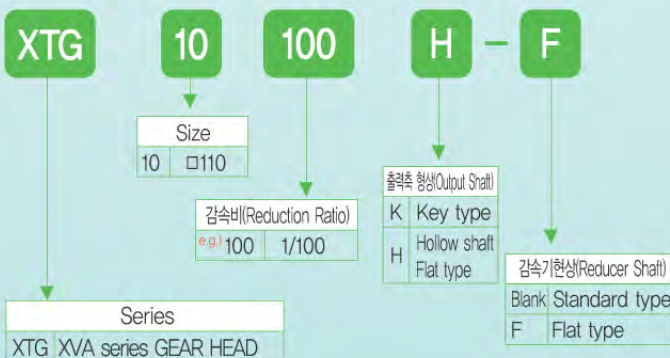 XTG 10 100 H - F
Size
10 □110
감속비(Reduction Ratio)
e.g.) 100 1/100
출력축 형상(Output Shaft)
K Key type
H Hollow shaft
Flat type
감속기현상(Reducer Shaft)
Blank Standard type
F Flat type
Series
XTG XVA series GEAR HEAD